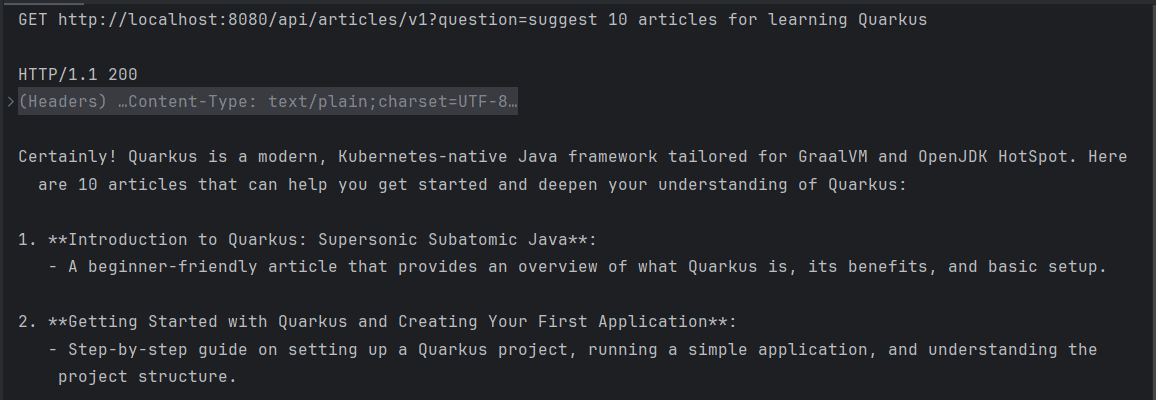 GET http://localhost:8080/api/articles/v1?question=suggest 10 articles for learning Quarkus
HTTP/1.1 200
(Headers) …Content-Type: text/plain;charset=UTF-8…
Certainly! Quarkus is a modern, Kubernetes-native Java framework tailored for GraalVM and OpenJDK HotSpot. Here
are 10 articles that can help you get started and deepen your understanding of Quarkus:
1. **Introduction to Quarkus: Supersonic Subatomic Java**:
- A beginner-friendly article that provides an overview of what Quarkus is, its benefits, and basic setup.
2. **Getting Started with Quarkus and Creating Your First Application**:
- Step-by-step guide on setting up a Quarkus project, running a simple application, and understanding the
project structure.